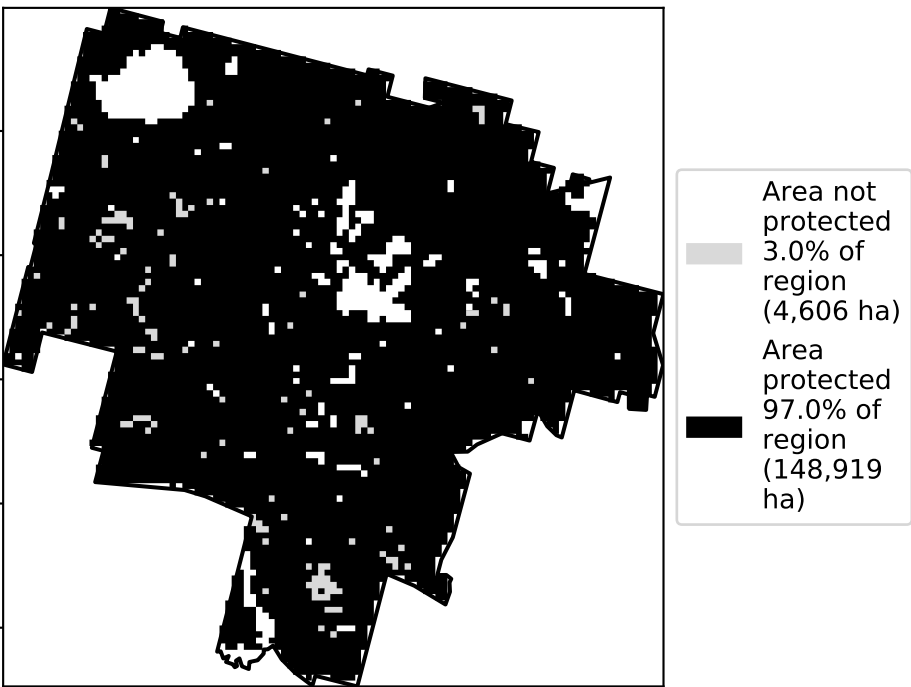 Area not
protected
3.0% of
region
(4,606 ha)
Area
protected
97.0% of
region
(148,919
ha)